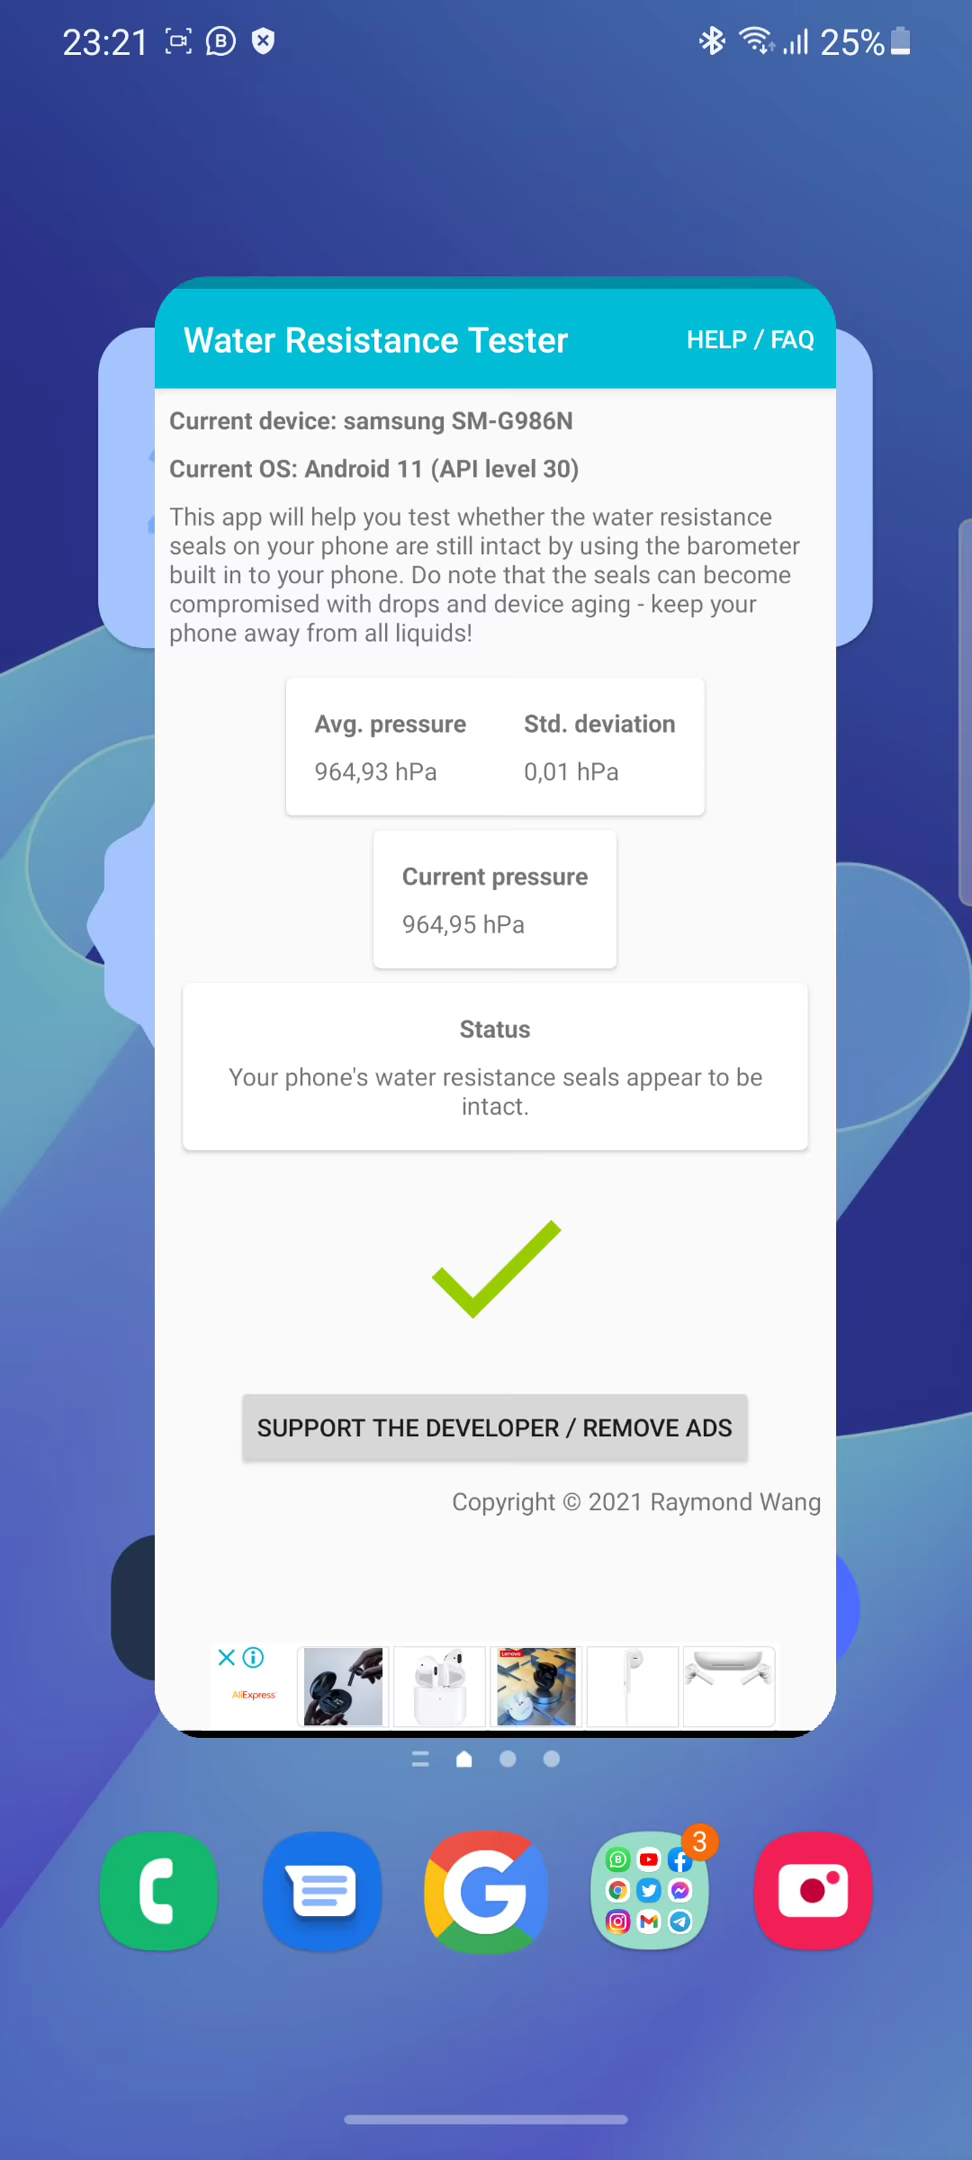 23:21
25%
Water Resistance Tester
HELP / FAQ
Current device: samsung SM-G986N
Current OS: Android 11 (API level 30)
This app will help you test whether the water resistance
seals on your phone are still intact by using the barometer
built in to your phone. Do note that the seals can become
compromised with drops and device aging - keep your
phone away from all liquids!
Avg. pressure
Std. deviation
964,93 hPa
0,01 hPa
Current pressure
964,95 hPa
Status
Your phone's water resistance seals appear to be
intact.
SUPPORT THE DEVELOPER / REMOVE ADS
Copyright © 2021 Raymond Wang
AliExpress
Lenovo
3